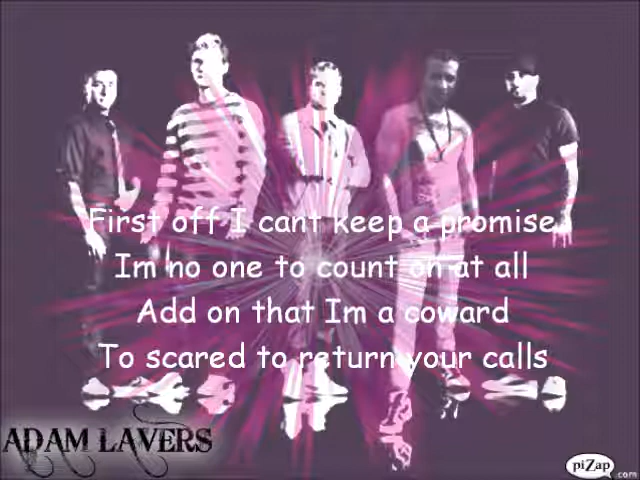 First off I cant keep a promise
Im no one to count on at all
Add on that Im a coward
To scared to return your calls
ADAM LAVERS
piZap.com